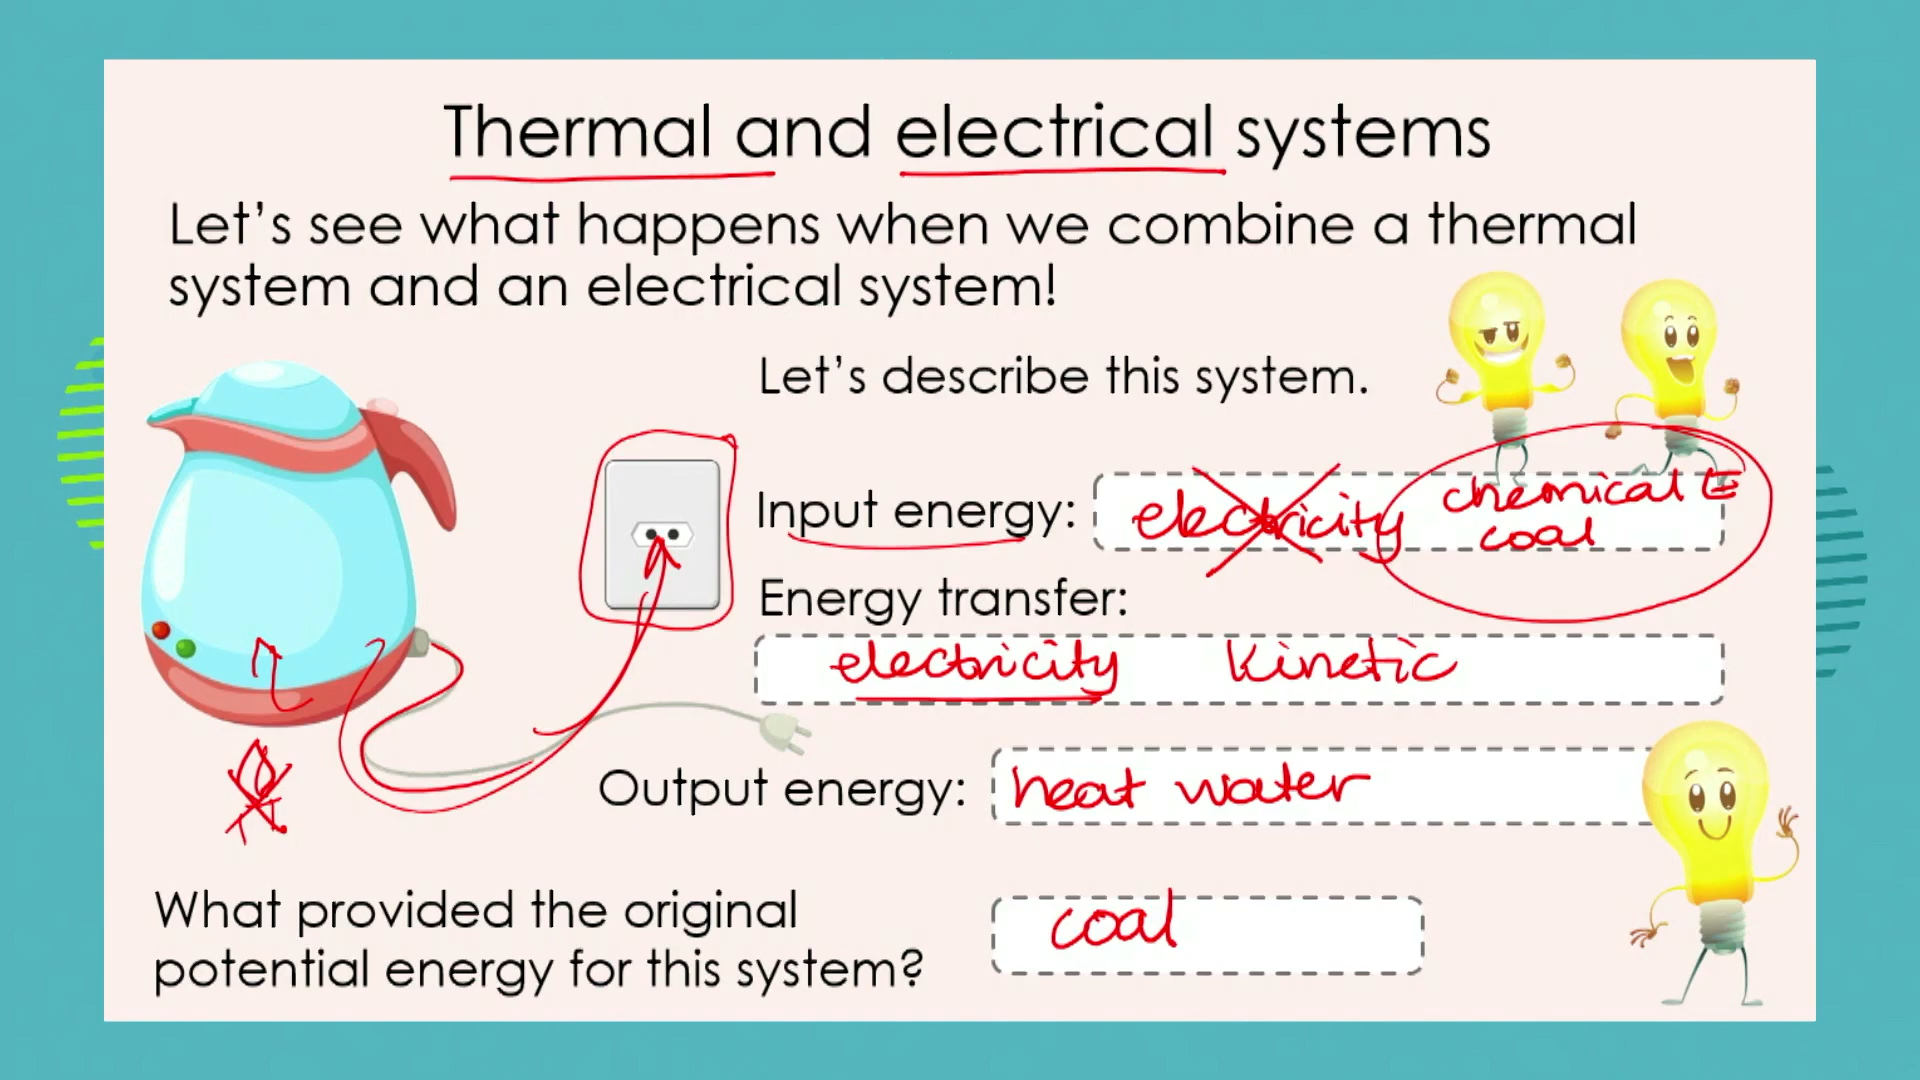 Thermal and electrical systems
Let's see what happens when we combine a thermal
system and an electrical system!
Let's describe this system.
Input energy: electricity chemical E
coal
Energy transfer:
electricity kinetic
Output energy: heat water
What provided the original
potential energy for this system? coal